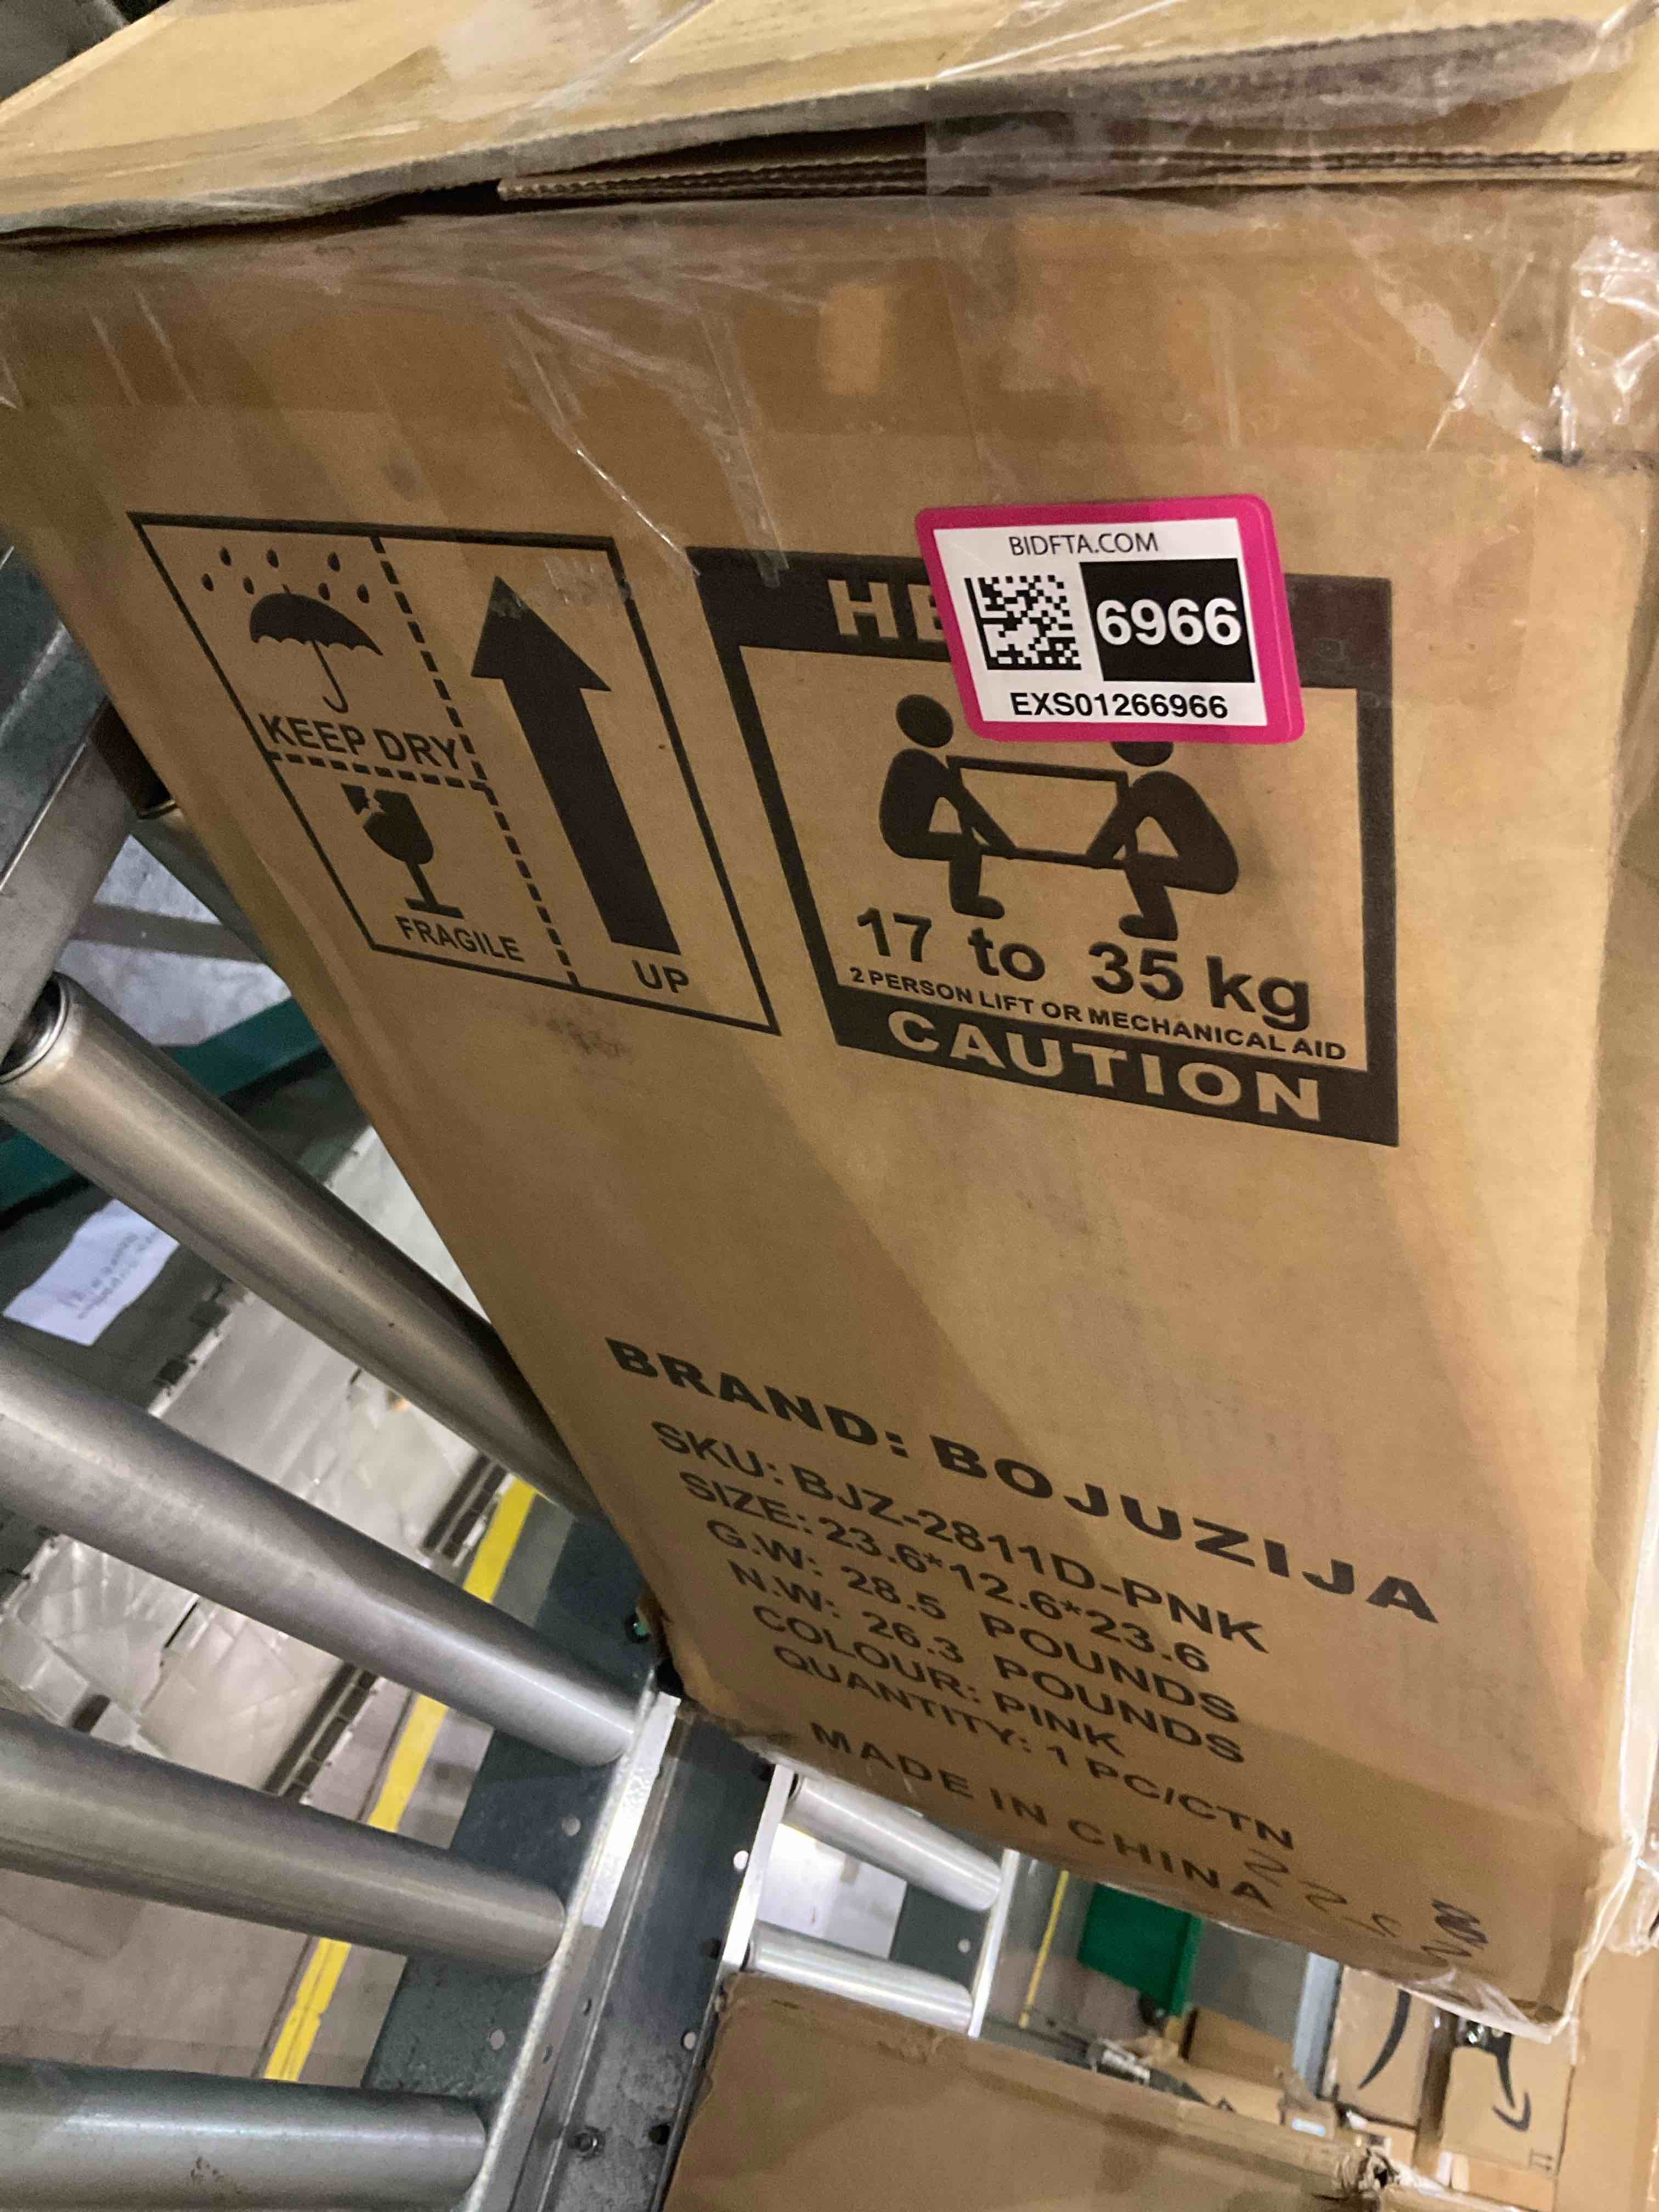 BIDFTA.COM
6966
EXS01266966
KEEP DRY
FRAGILE
UP
17 to 35 kg
2 PERSON LIFT OR MECHANICAL AID
CAUTION
BRAND: BOJUZIJA
SKU: BJZ-2811D-PNK
SIZE: 23.6*12.6*23.6
G.W: 28.5 POUNDS
N.W: 26.3 POUNDS
COLOUR: PINK
QUANTITY: 1 PC/CTN
MADE IN CHINA